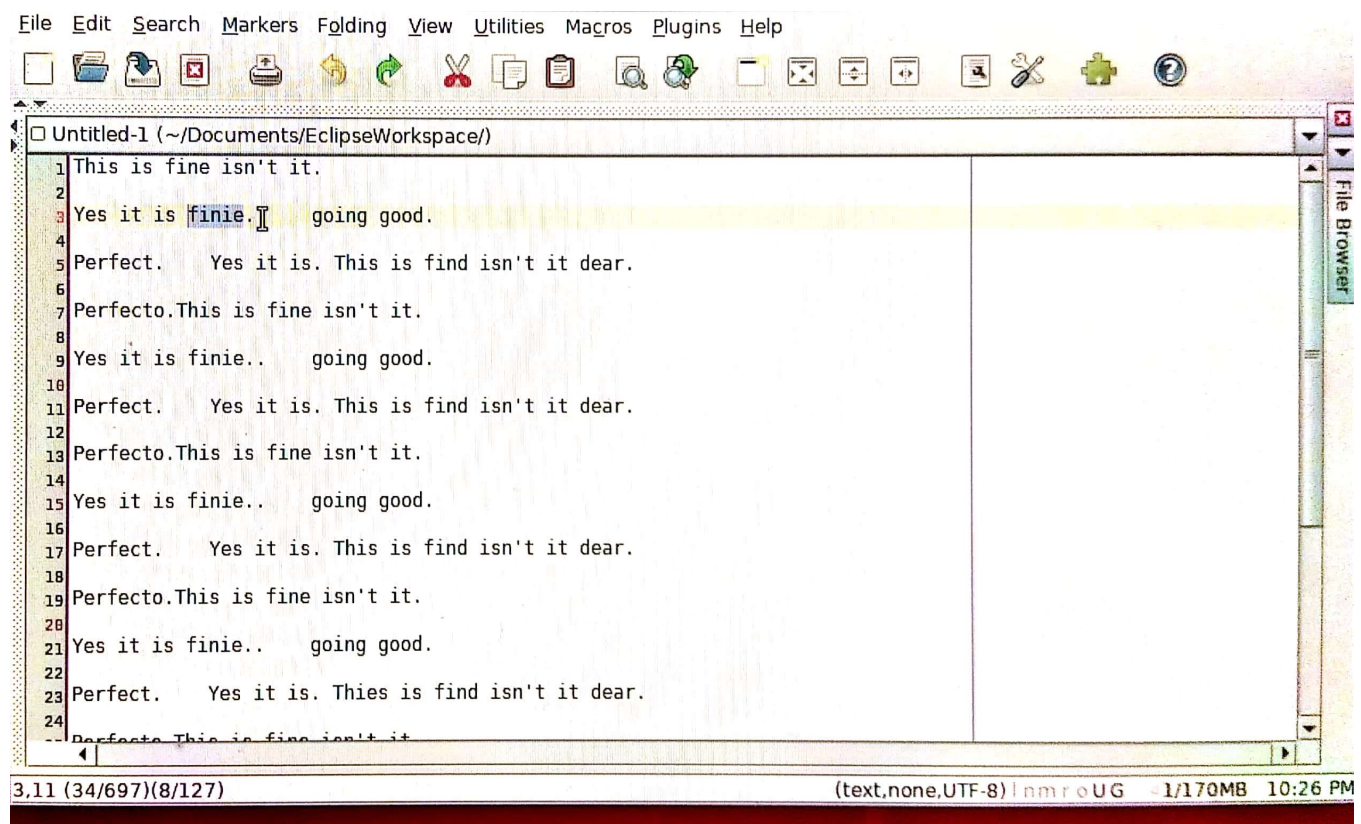 File Edit Search Markers Folding View Utilities Macros Plugins Help
Untitled-1 (~/Documents/EclipseWorkspace/)
1 This is fine isn't it.
2
3 Yes it is finie. going good.
4
5 Perfect. Yes it is. This is find isn't it dear.
6
7 Perfecto.This is fine isn't it.
8
9 Yes it is finie.. going good.
10
11 Perfect. Yes it is. This is find isn't it dear.
12
13 Perfecto.This is fine isn't it.
14
15 Yes it is finie.. going good.
16
17 Perfect. Yes it is. This is find isn't it dear.
18
19 Perfecto.This is fine isn't it.
20
21 Yes it is finie.. going good.
22
23 Perfect. Yes it is. Thies is find isn't it dear.
24
Perfecto This is fine isn't it
File Browser
3,11 (34/697)(8/127) (text,none,UTF-8) n m r o U G 1/170MB 10:26 PM